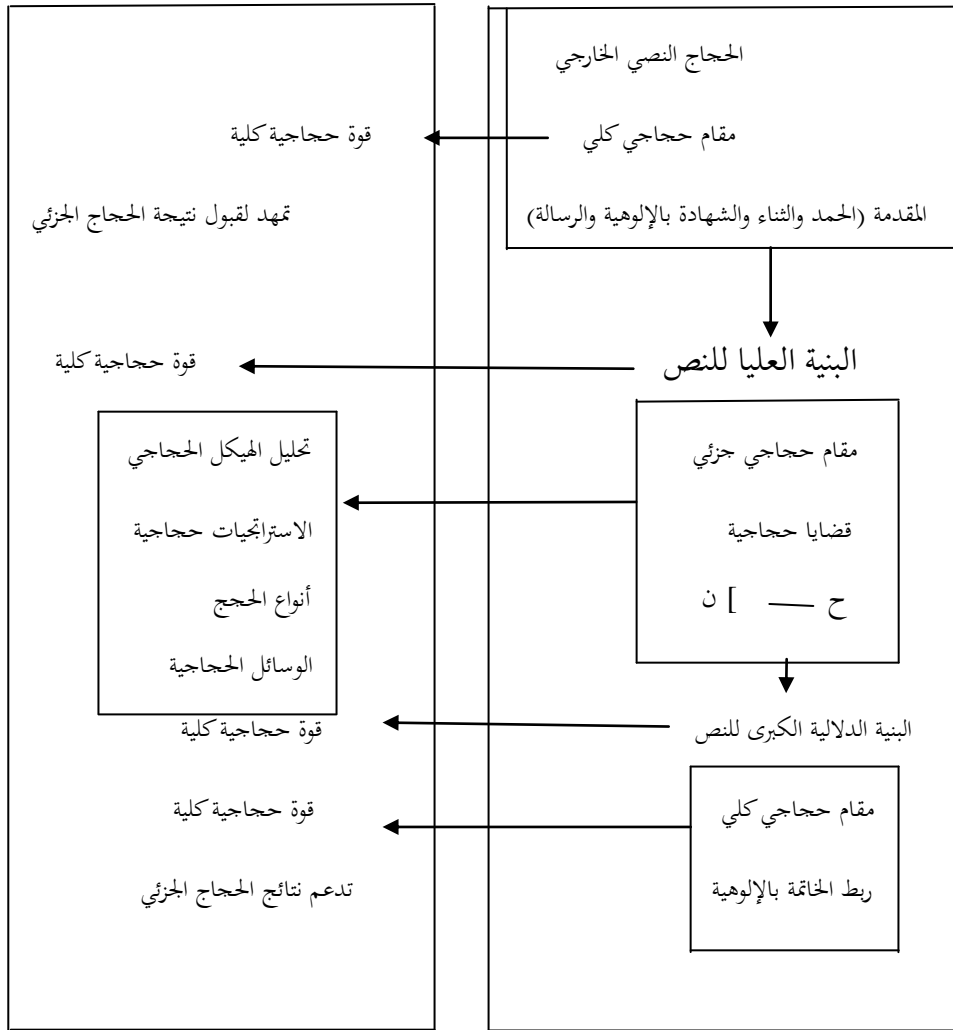 الحجاج النصي الخارجي
مقام حجاجي كلي
قوة حجاجية كلية
المقدمة (الحمد والثناء والشهادة بالإلوهية والرسالة)
تمهد لقبول نتيجة الحجاج الجزئي
البنية العليا للنص
قوة حجاجية كلية
مقام حجاجي جزئي
قضايا حجاجية
ح —— [ ن
تحليل الهيكل الحجاجي
الاستراتجيات حجاجية
أنواع الحجج
الوسائل الحجاجية
البنية الدلالية الكبرى للنص
قوة حجاجية كلية
مقام حجاجي كلي
ربط الخاتمة بالإلوهية
قوة حجاجية كلية
تدعم نتائج الحجاج الجزئي